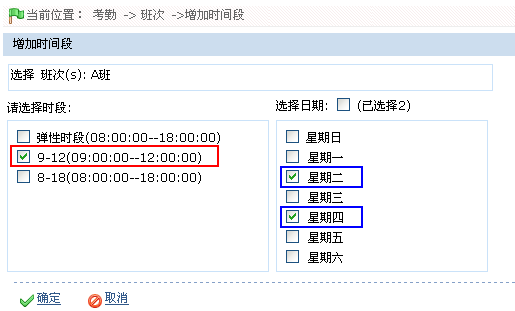 当前位置： 考勤 -> 班次 ->增加时间段
增加时间段
选择 班次(s): A班
请选择时段：
弹性时段(08:00:00--18:00:00)
9-12(09:00:00--12:00:00)
8-18(08:00:00--18:00:00)
选择日期： (已选择2)
星期日
星期一
星期二
星期三
星期四
星期五
星期六
确定 取消